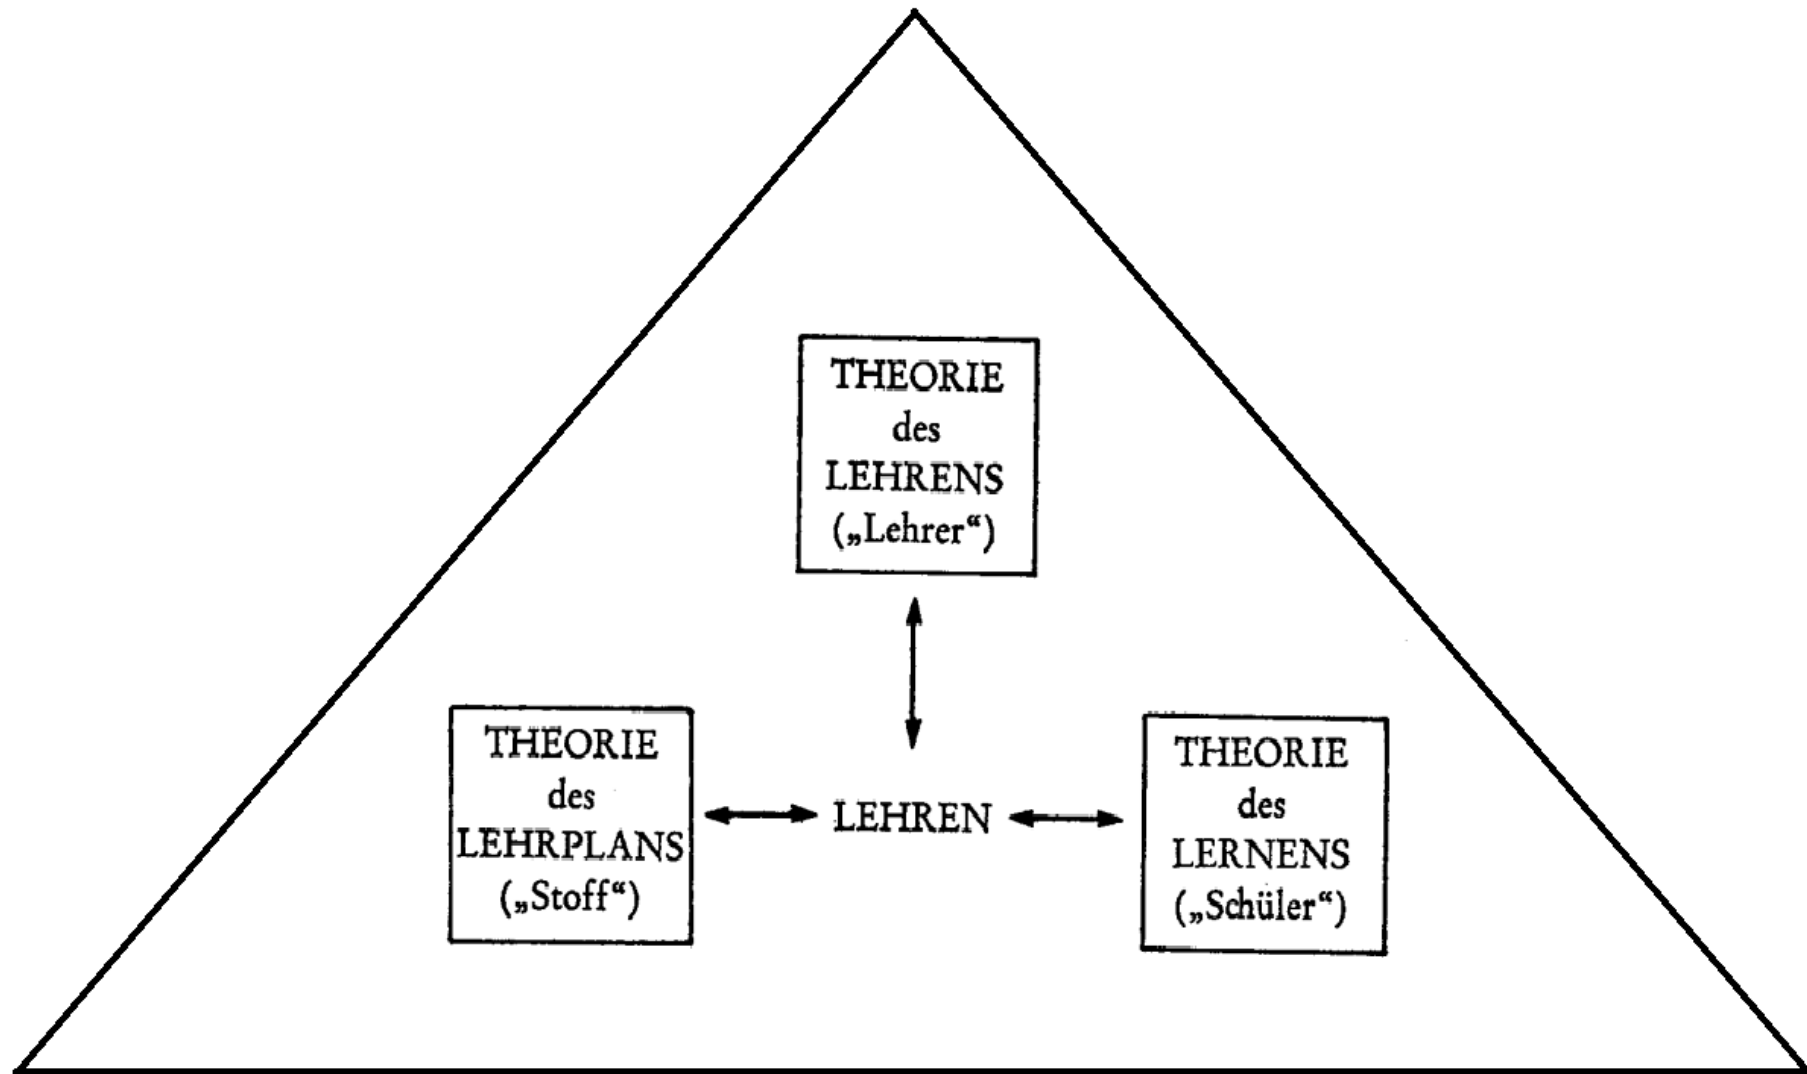 THEORIE
des
LEHRENS
(„Lehrer“)
THEORIE
des
LEHRPLANS
(„Stoff“)
LEHREN
THEORIE
des
LERNENS
(„Schüler“)